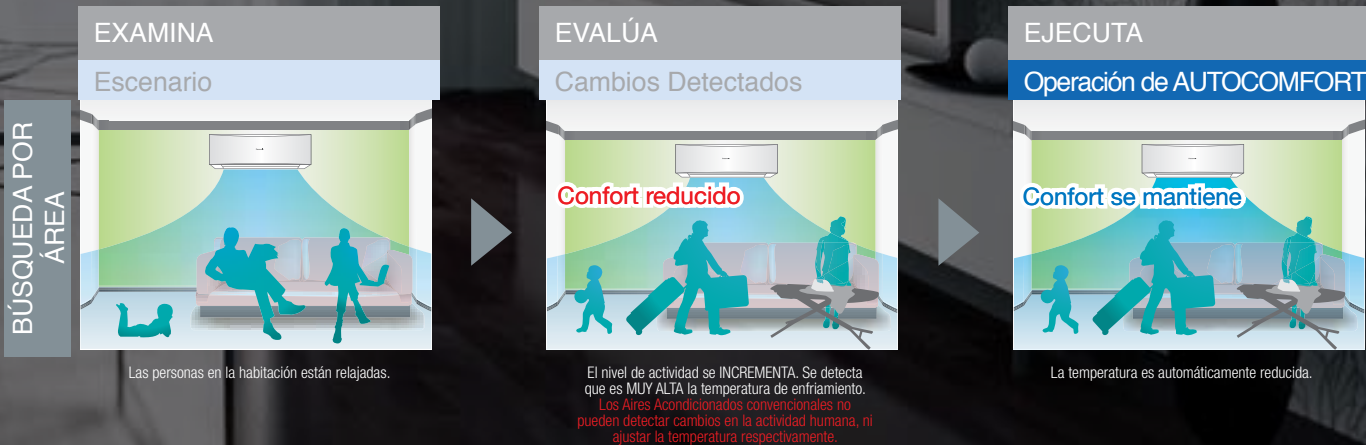 EXAMINA
Escenario
BÚSQUEDA POR
ÁREA
Las personas en la habitación están relajadas.
EVALÚA
Cambios Detectados
Confort reducido
El nivel de actividad se INCREMENTA. Se detecta
que es MUY ALTA la temperatura de enfriamiento.
Los Aires Acondicionados convencionales no
pueden detectar cambios en la actividad humana, ni
ajustar la temperatura respectivamente.
EJECUTA
Operación de AUTOCOMFORT
Confort se mantiene
La temperatura es automáticamente reducida.